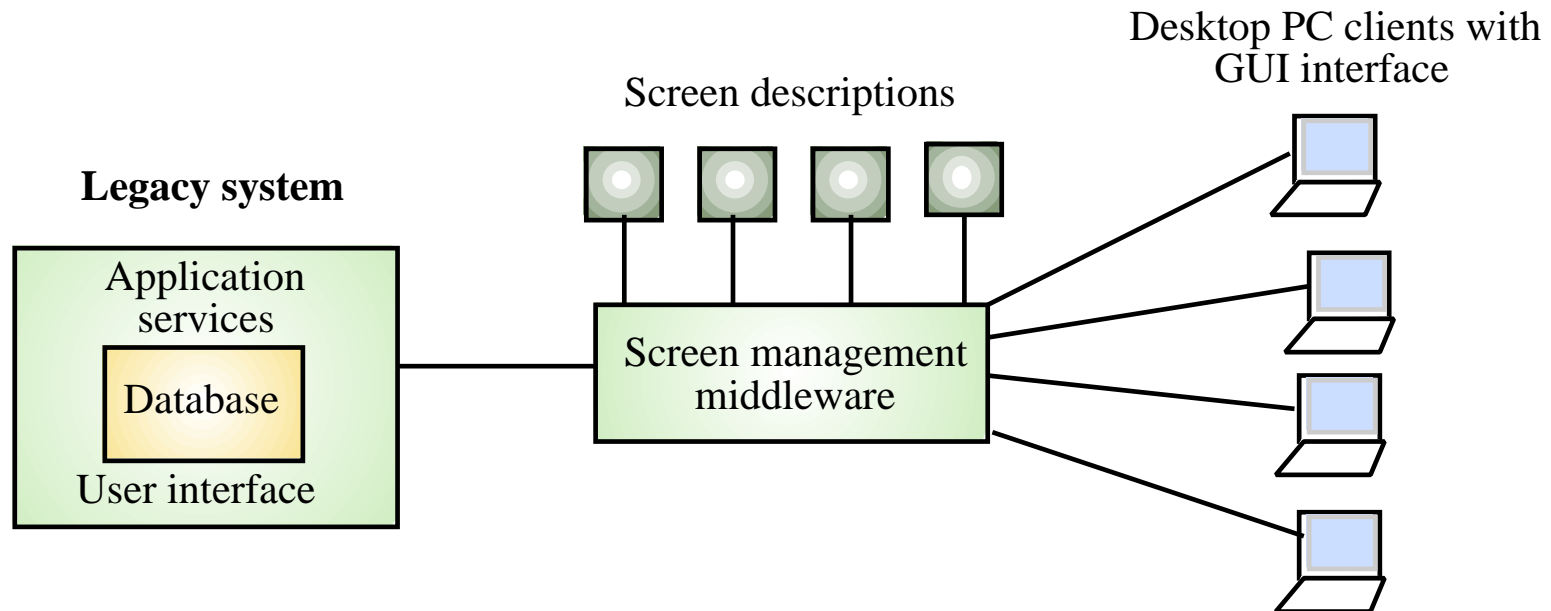 Desktop PC clients with
GUI interface
Screen descriptions
Legacy system
Application
services
Database
User interface
Screen management
middleware